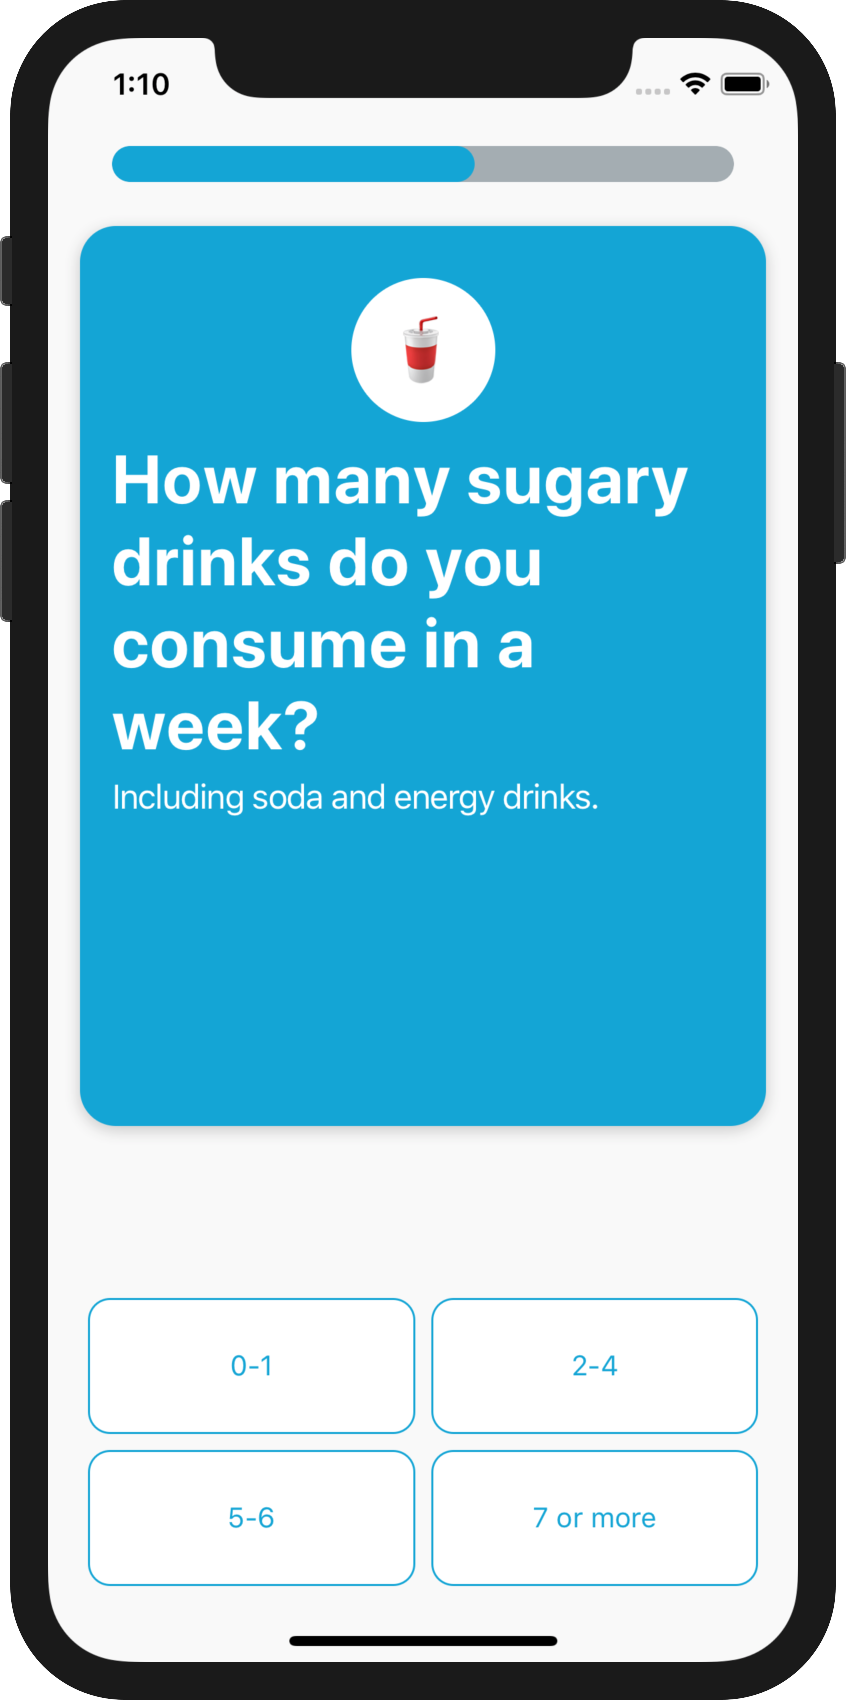 1:10
How many sugary
drinks do you
consume in a
week?
Including soda and energy drinks.
0-1
2-4
5-6
7 or more